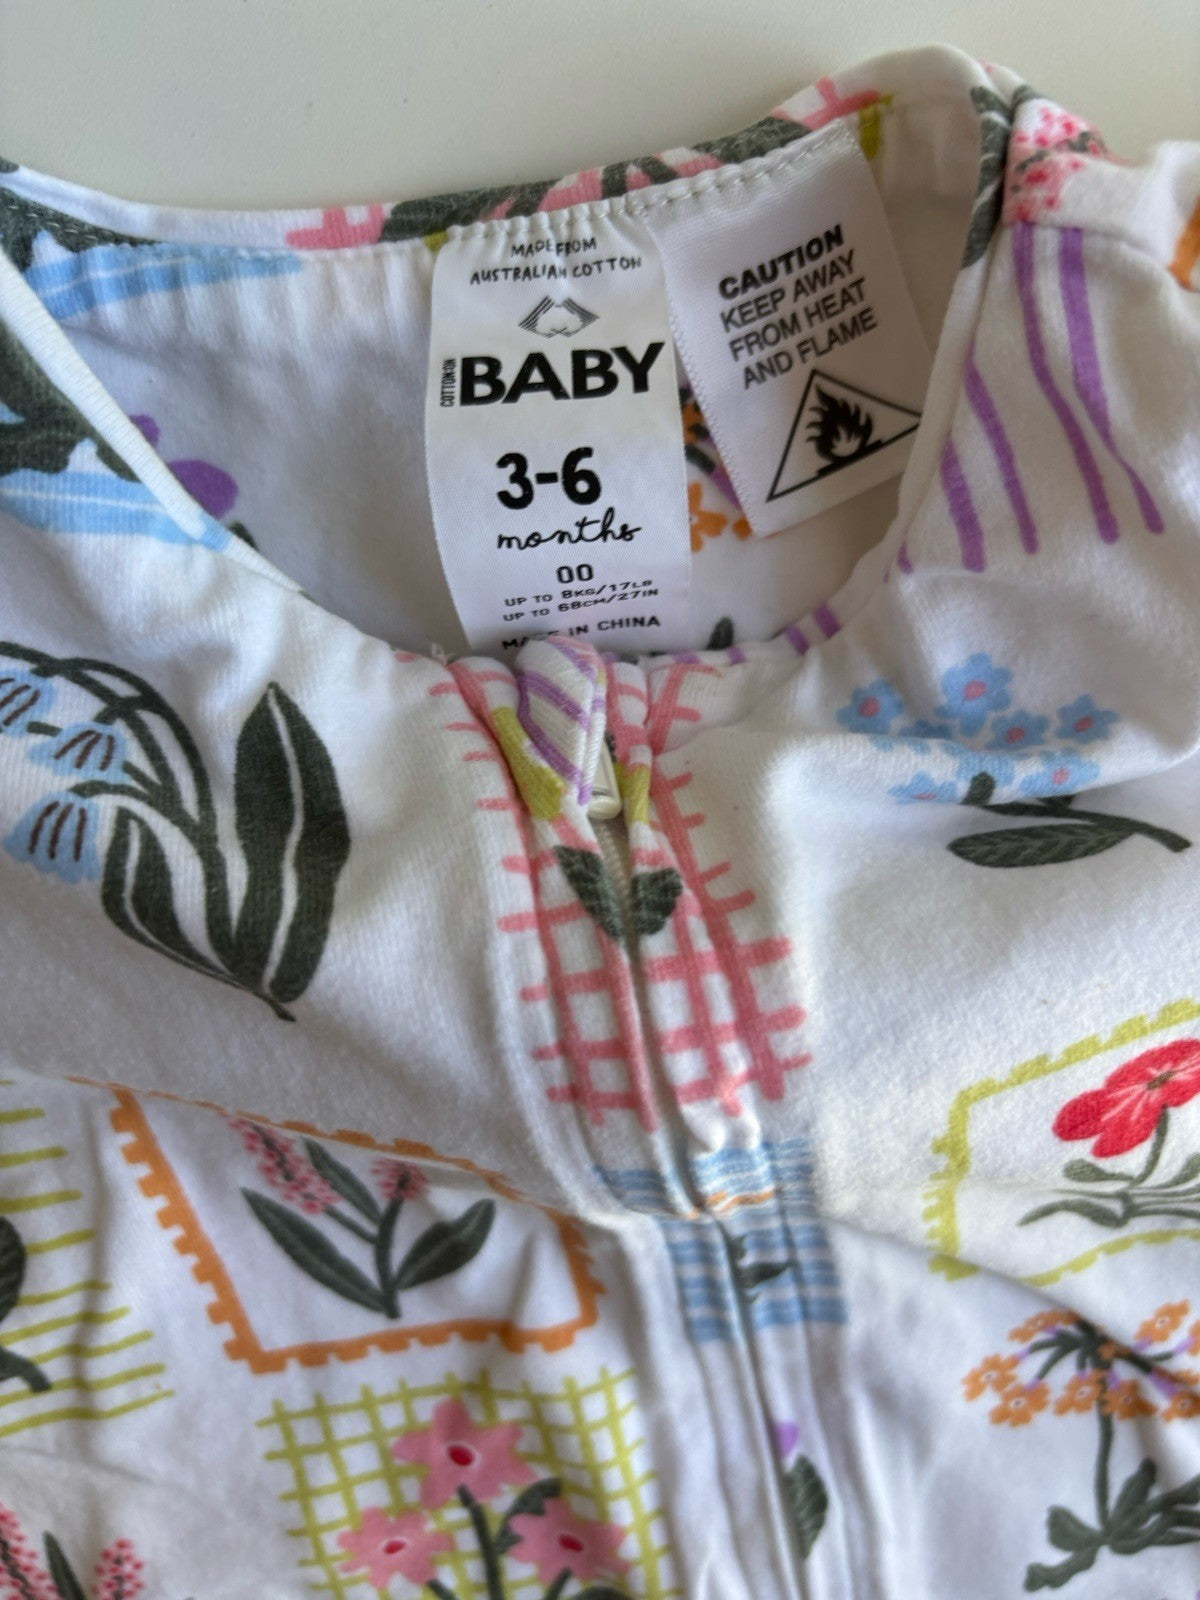 MADE FROM
AUSTRALIAN COTTON
COTTON:ON
BABY
3-6
months
00
UP TO 8KG/17LB
UP TO 68CM/27IN
MADE IN CHINA
CAUTION
KEEP AWAY
FROM HEAT
AND FLAME